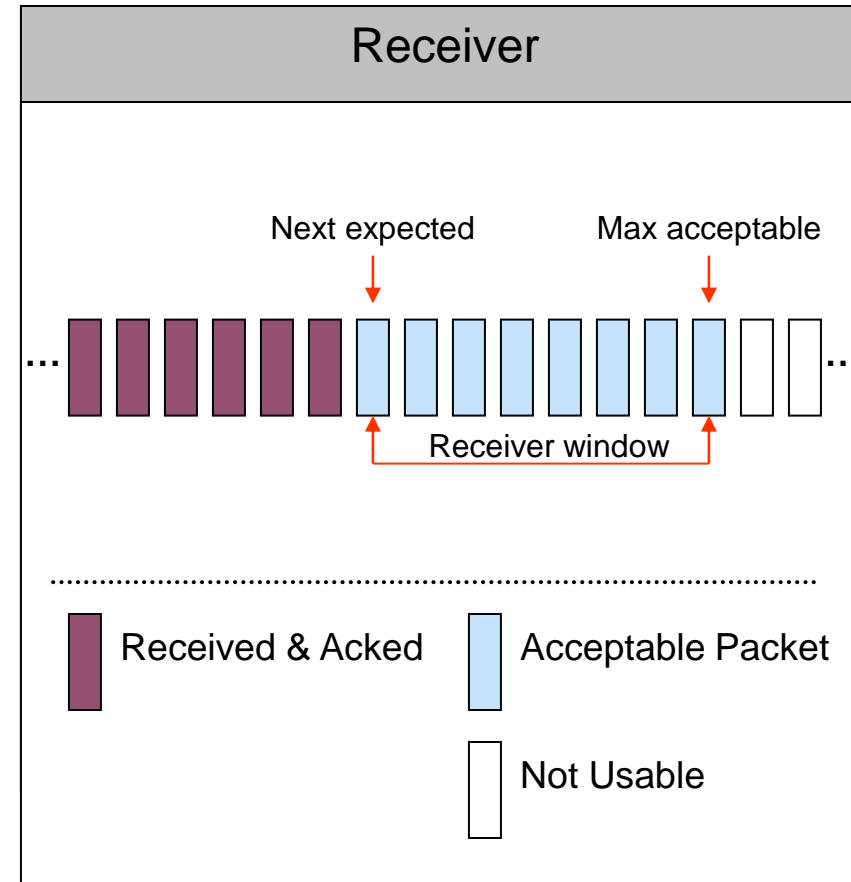 Receiver
Next expected Max acceptable
... ..
Receiver window
Received & Acked Acceptable Packet
Not Usable